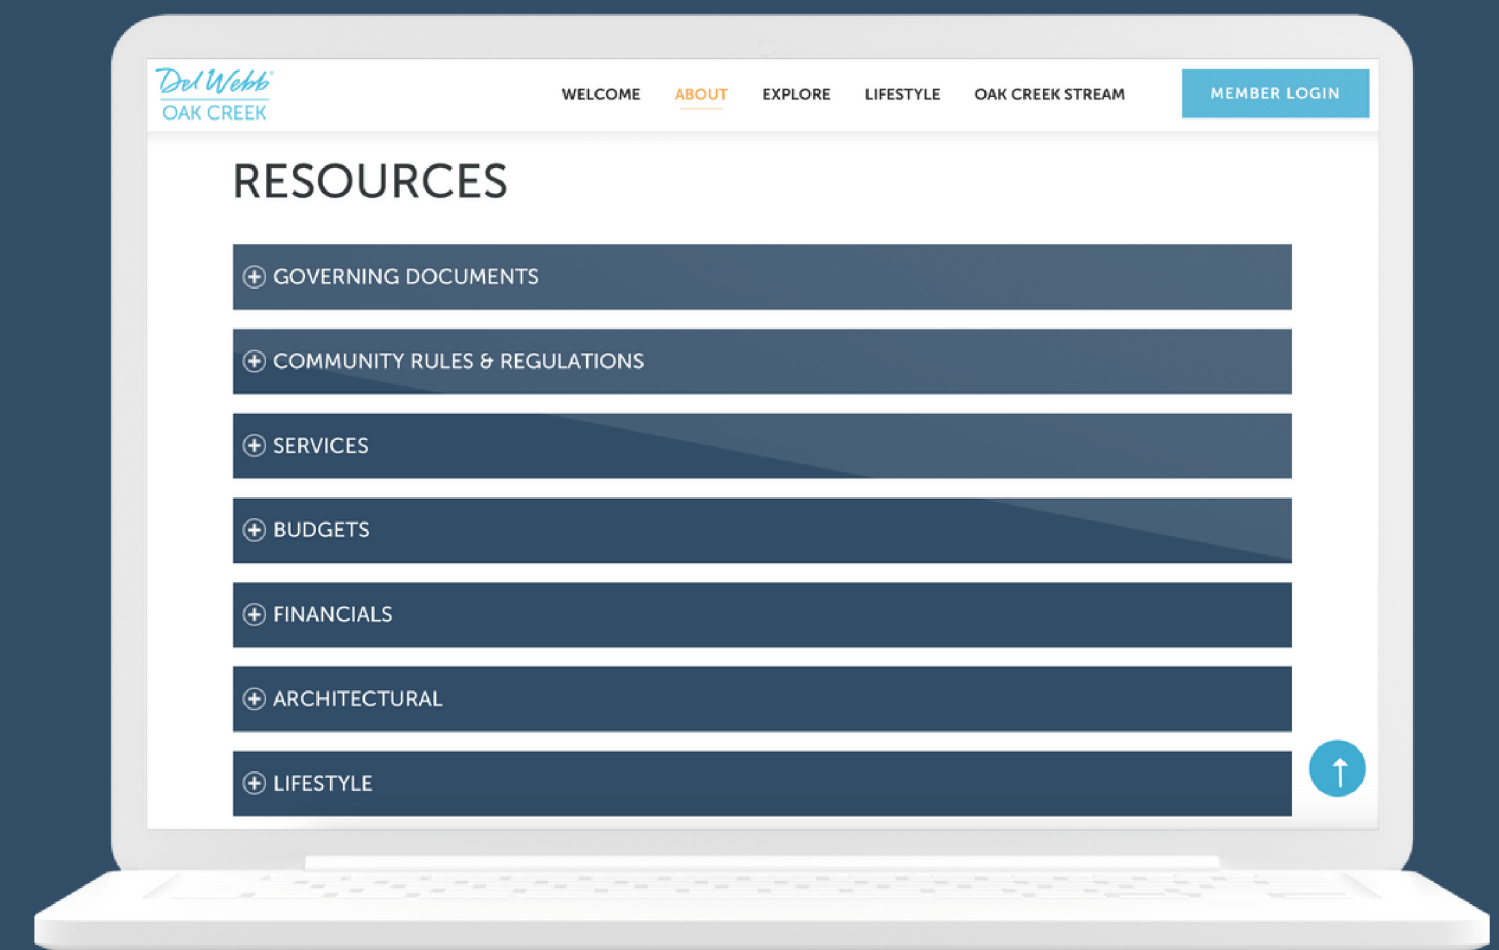 Del Webb®
OAK CREEK
WELCOME ABOUT EXPLORE LIFESTYLE OAK CREEK STREAM MEMBER LOGIN
RESOURCES
GOVERNING DOCUMENTS
COMMUNITY RULES & REGULATIONS
SERVICES
BUDGETS
FINANCIALS
ARCHITECTURAL
LIFESTYLE